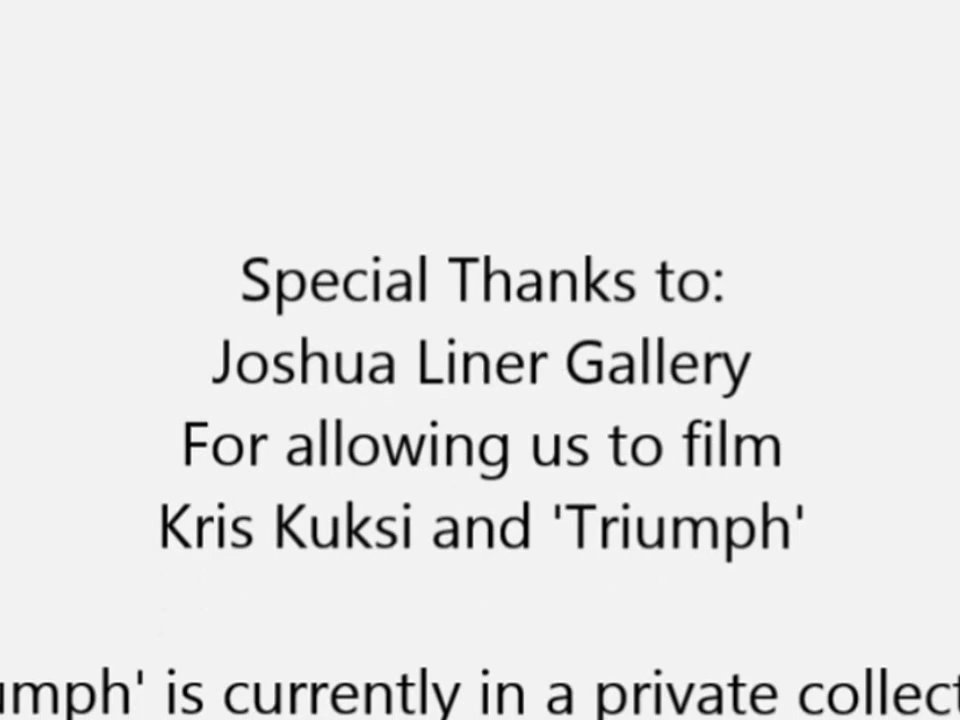 Special Thanks to:
Joshua Liner Gallery
For allowing us to film
Kris Kuksi and 'Triumph'
umph' is currently in a private collect